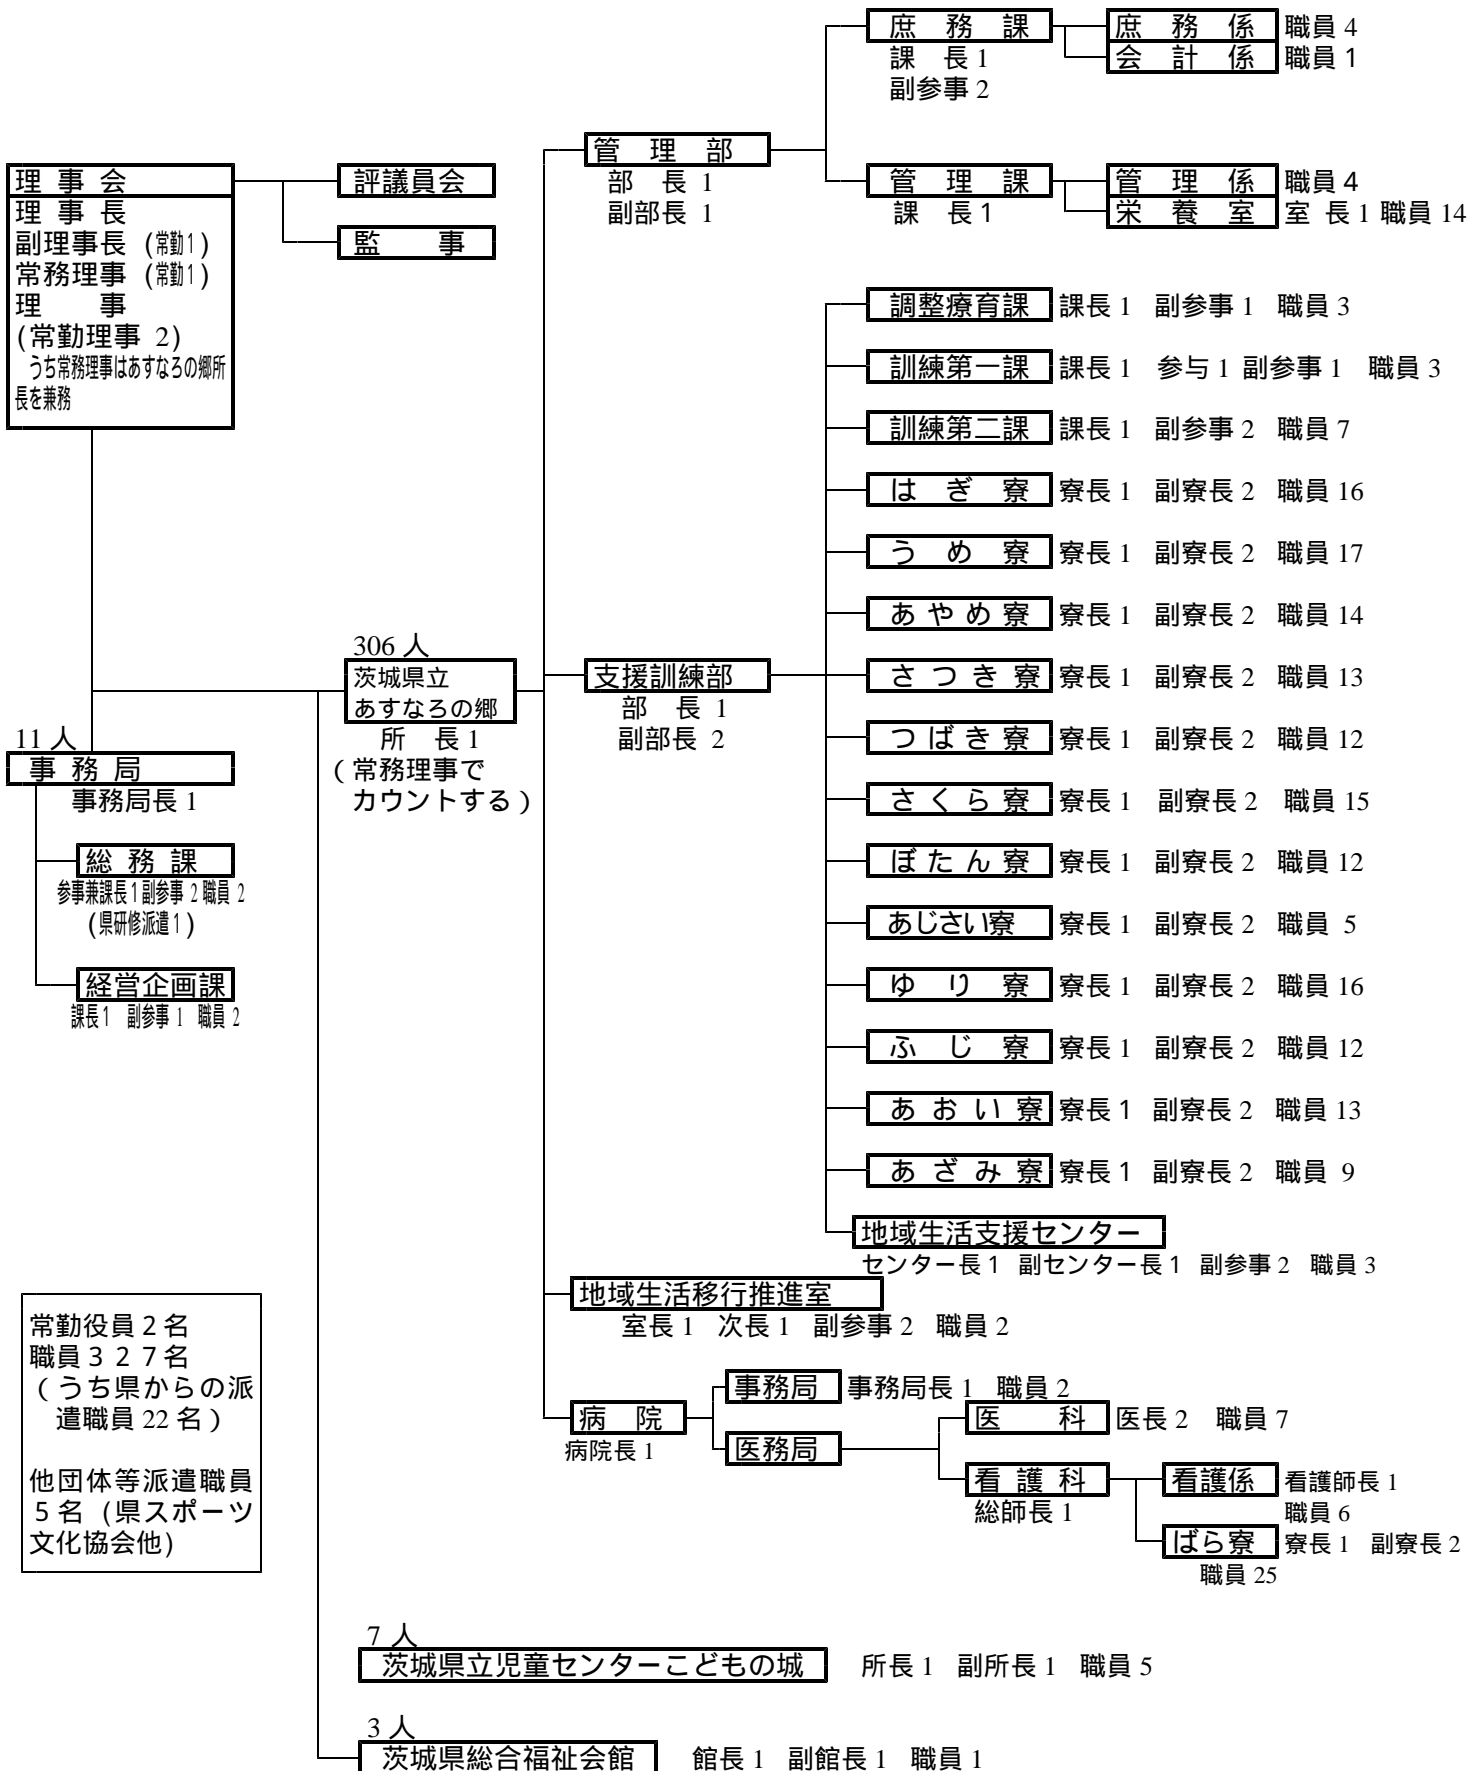 庶務課 庶務係 職員 4
課長 1 会計係 職員 1
副参事 2
管理部
部長 1
副部長 1
管理課 管理係 職員 4
課長 1 栄養室 室長 1 職員 14
理事会 評議員会
理事長
副理事長 (常勤1) 監事
常務理事 (常勤1)
理事
(常勤理事 2)
うち常務理事はあすなろの郷所
長を兼務
調整療育課 課長 1 副参事 1 職員 3
訓練第一課 課長 1 参与 1 副参事 1 職員 3
訓練第二課 課長 1 副参事 2 職員 7
はぎ寮 寮長 1 副寮長 2 職員 16
うめ寮 寮長 1 副寮長 2 職員 17
あやめ寮 寮長 1 副寮長 2 職員 14
306 人
茨城県立
あすなろの郷
所長 1
(常務理事で
カウントする)
支援訓練部
部長 1
副部長 2
さつき寮 寮長 1 副寮長 2 職員 13
つばき寮 寮長 1 副寮長 2 職員 12
さくら寮 寮長 1 副寮長 2 職員 15
ぼたん寮 寮長 1 副寮長 2 職員 12
あじさい寮 寮長 1 副寮長 2 職員 5
ゆり寮 寮長 1 副寮長 2 職員 16
ふじ寮 寮長 1 副寮長 2 職員 12
あおい寮 寮長 1 副寮長 2 職員 13
あざみ寮 寮長 1 副寮長 2 職員 9
地域生活支援センター
センター長 1 副センター長 1 副参事 2 職員 3
11 人
事務局
事務局長 1
総務課
参事兼課長 1 副参事 2 職員 2
(県研修派遣 1)
経営企画課
課長 1 副参事 1 職員 2
地域生活移行推進室
室長 1 次長 1 副参事 2 職員 2
病院
病院長 1
事務局 事務局長 1 職員 2
医務局
医科 医長 2 職員 7
看護科
総師長 1
看護係 看護師長 1
職員 6
ばら寮 寮長 1 副寮長 2
職員 25
常勤役員2名
職員327名
(うち県からの派
遣職員 22 名)
他団体等派遣職員
5名 (県スポーツ
文化協会他)
7 人
茨城県立児童センターこどもの城 所長 1 副所長 1 職員 5
3 人
茨城県総合福祉会館 館長 1 副館長 1 職員 1